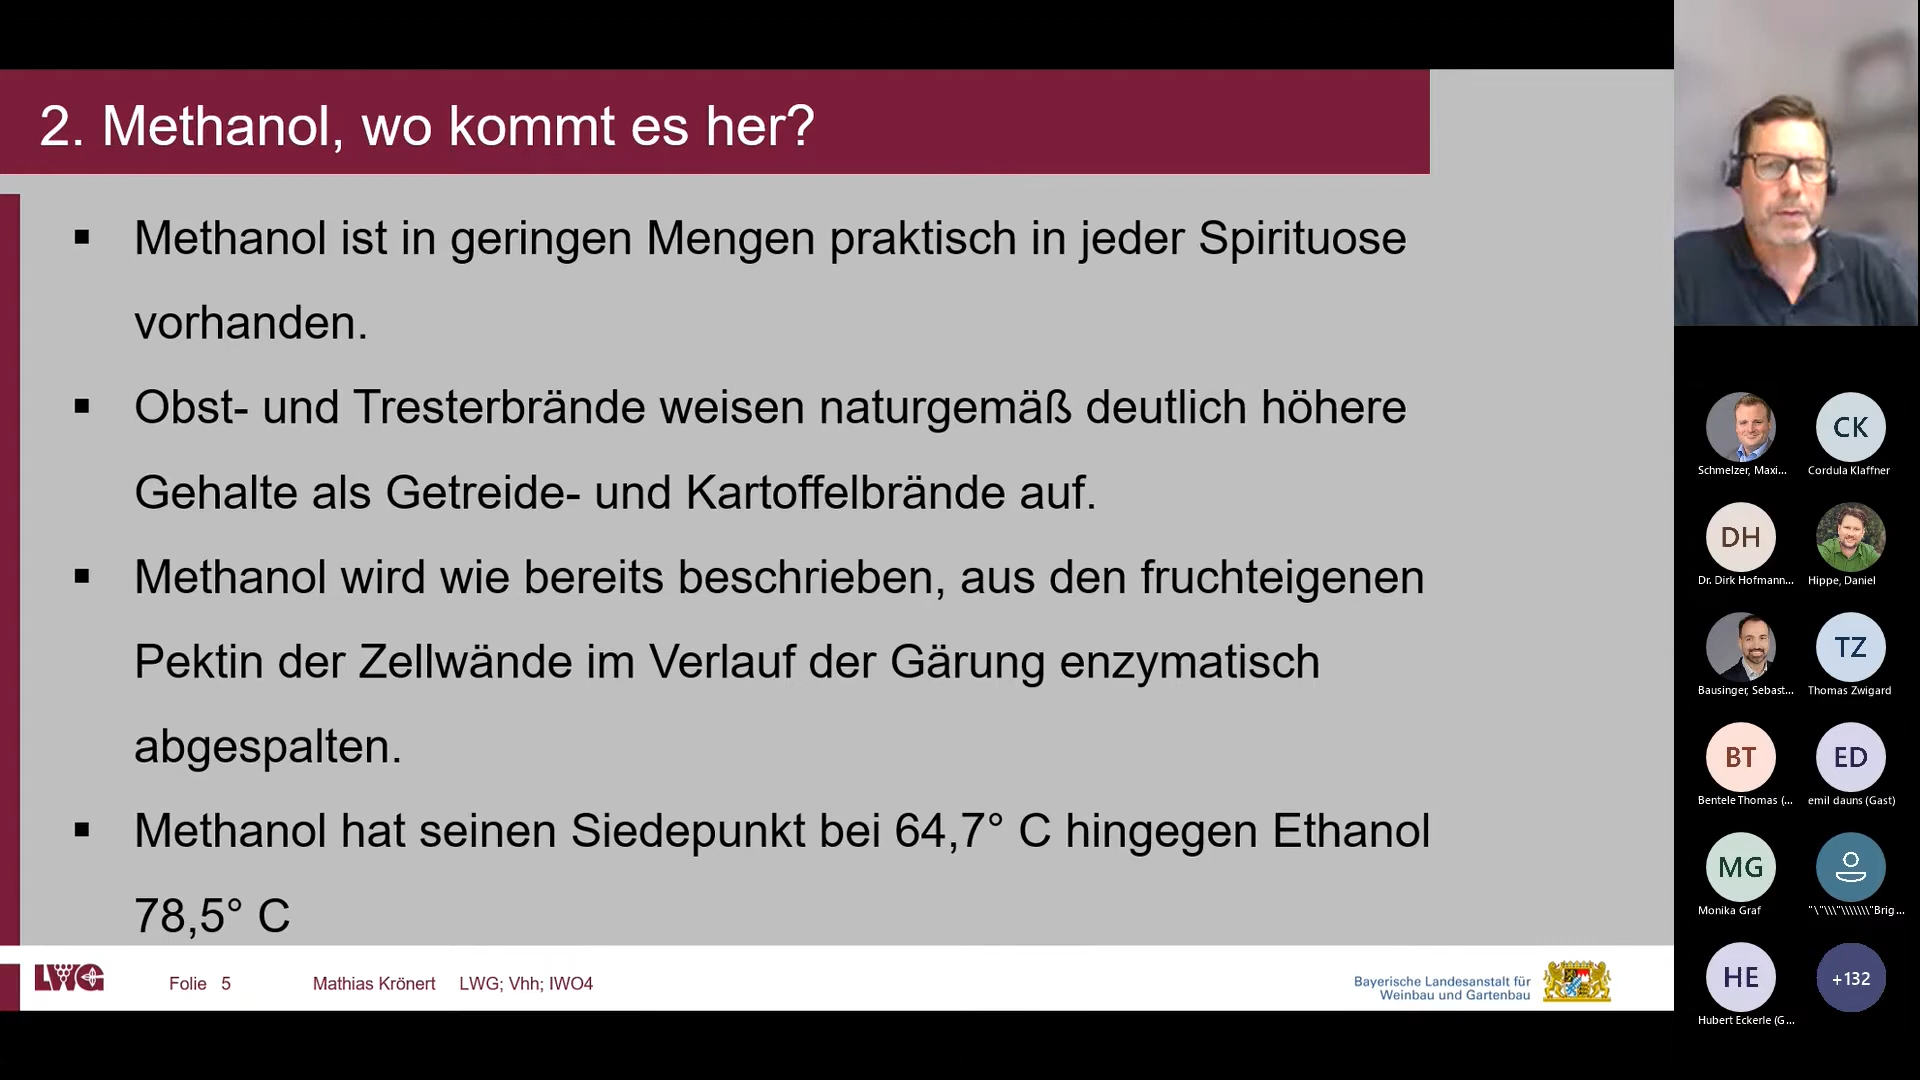 2. Methanol, wo kommt es her?
▪ Methanol ist in geringen Mengen praktisch in jeder Spirituose
vorhanden.
▪ Obst- und Tresterbrände weisen naturgemäß deutlich höhere
Gehalte als Getreide- und Kartoffelbrände auf.
▪ Methanol wird wie bereits beschrieben, aus den fruchteigenen
Pektin der Zellwände im Verlauf der Gärung enzymatisch
abgespalten.
▪ Methanol hat seinen Siedepunkt bei 64,7° C hingegen Ethanol
78,5° C
LWG
Folie 5 Mathias Krönert LWG; Vhh; IWO4
Bayerische Landesanstalt für
Weinbau und Gartenbau
CK
Schmelzer, Maxi... Cordula Klaffner
DH
Dr. Dirk Hofmann... Hippe, Daniel
TZ
Bausinger, Sebast... Thomas Zwigard
BT ED
Bentele Thomas (... emil dauns (Gast)
MG
Monika Graf "\"\\\"\\\\\\\"Brig...
HE +132
Hubert Eckerle (G...